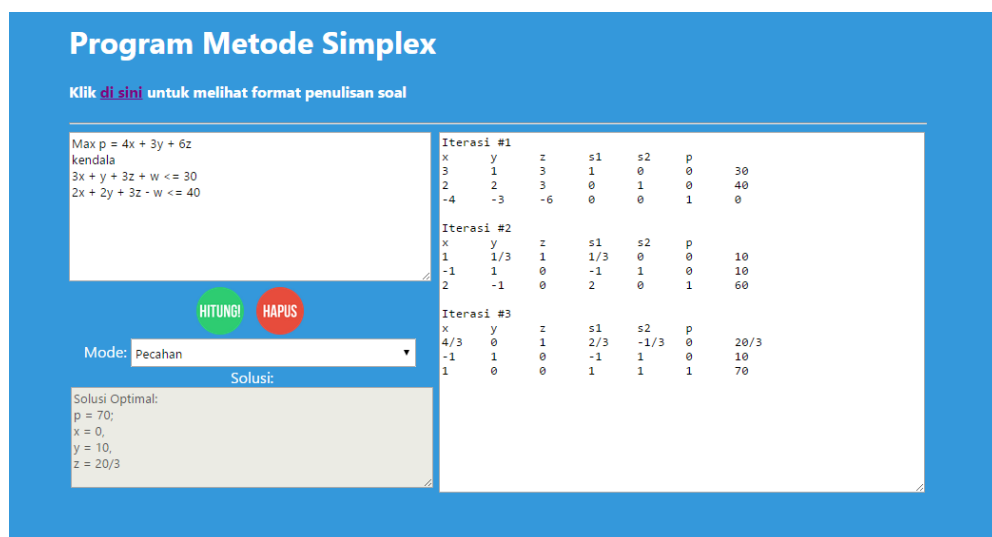 Program Metode Simplex
Klik di sini untuk melihat format penulisan soal
Max p = 4x + 3y + 6z
kendala
3x + y + 3z + w <= 30
2x + 2y + 3z - w <= 40
HITUNG!
HAPUS
Mode: Pecahan
Solusi:
Solusi Optimal:
p = 70;
x = 0,
y = 10,
z = 20/3
Iterasi #1
x y z s1 s2 p
3 1 3 1 0 0 30
2 2 3 0 1 0 40
-4 -3 -6 0 0 1 0
Iterasi #2
x y z s1 s2 p
1 1/3 1 1/3 0 0 10
-1 1 0 -1 1 0 10
2 -1 0 2 0 1 60
Iterasi #3
x y z s1 s2 p
4/3 0 1 2/3 -1/3 0 20/3
-1 1 0 -1 1 0 10
1 0 0 1 1 1 70